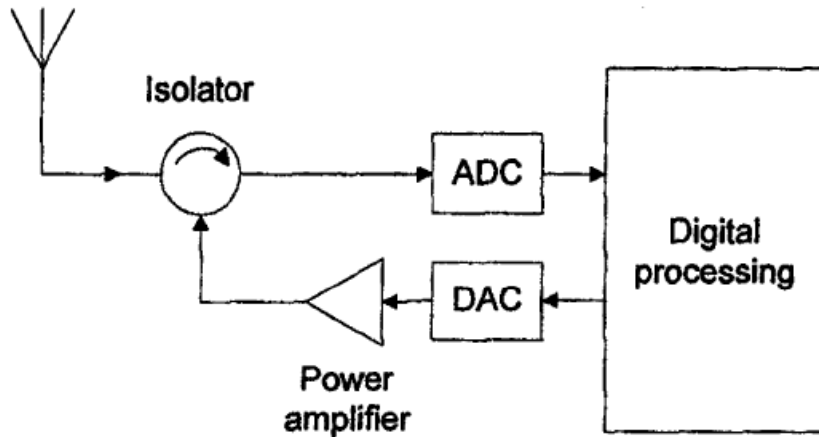 Isolator
ADC
Digital
processing
DAC
Power
amplifier